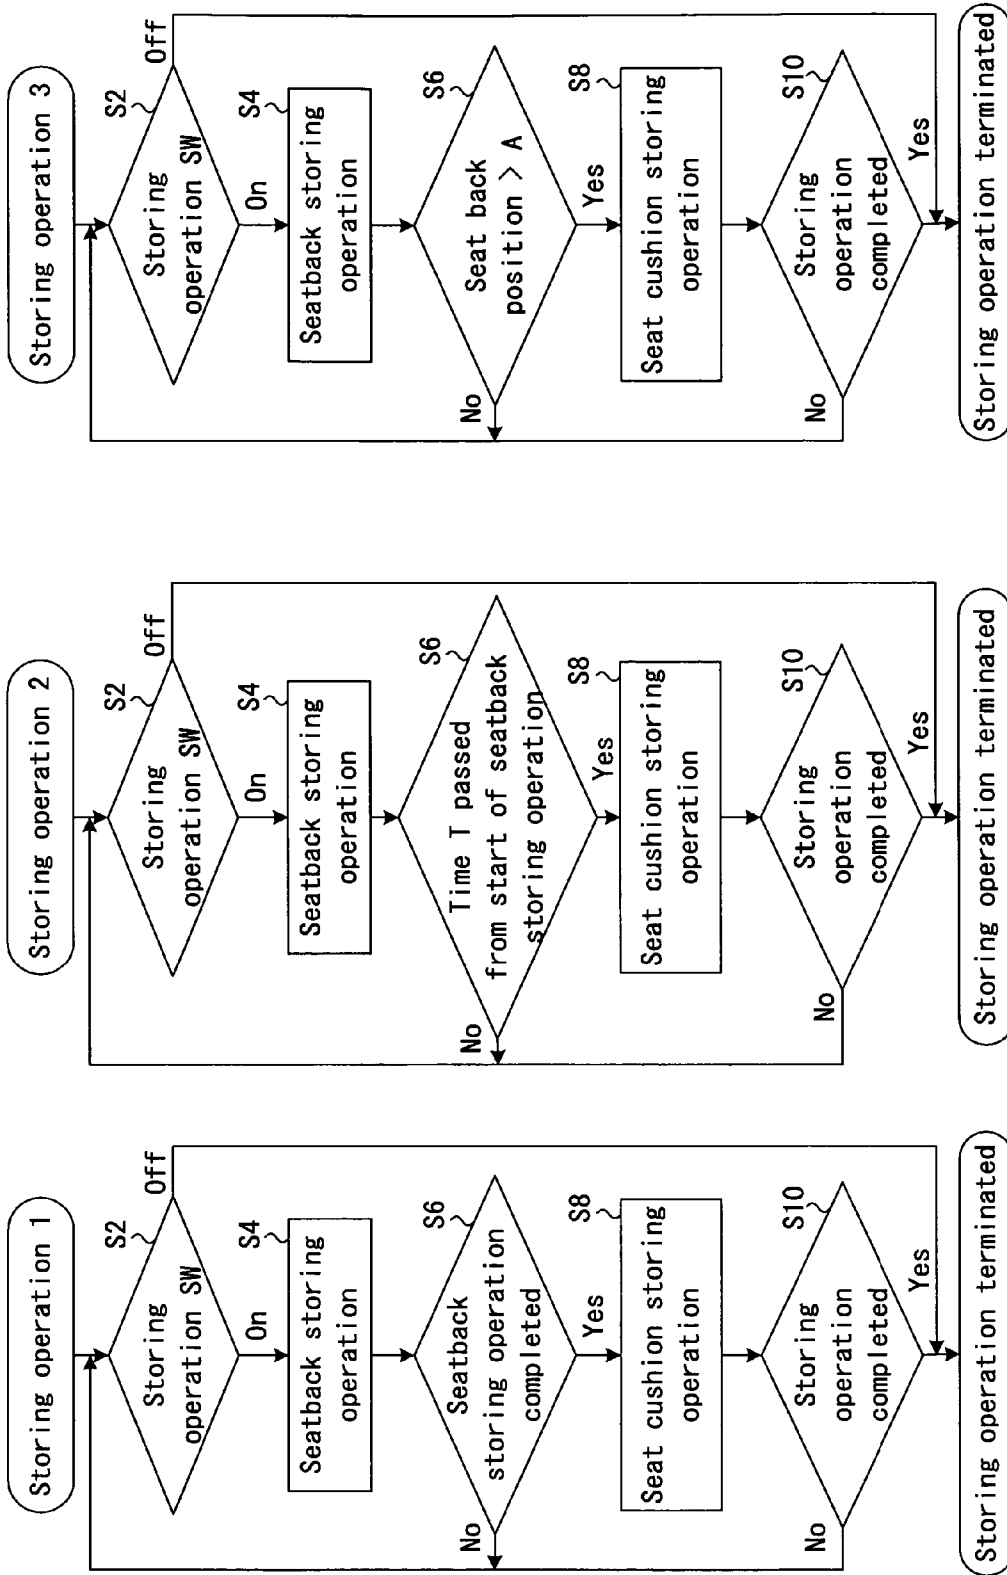 Storing operation 1
Storing
operation SW
S2
Off
On
Seatback storing
operation
S4
Seatback
storing operation
completed
S6
No
Yes
Seat cushion storing
operation
S8
Storing
operation
completed
S10
No
Yes
Storing operation terminated
Storing operation 2
Storing
operation SW
S2
Off
On
Seatback storing
operation
S4
Time T passed
from start of seatback
storing operation
S6
No
Yes
Seat cushion storing
operation
S8
Storing
operation
completed
S10
No
Yes
Storing operation terminated
Storing operation 3
Storing
operation SW
S2
Off
On
Seatback storing
operation
S4
Seat back
position > A
S6
No
Yes
Seat cushion storing
operation
S8
Storing
operation
completed
S10
No
Yes
Storing operation terminated